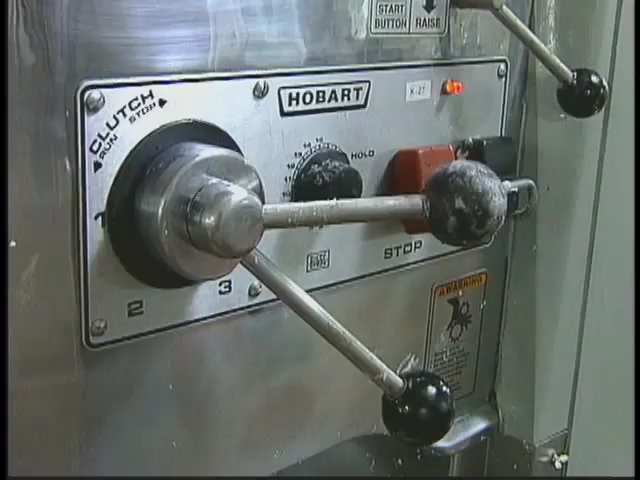 START
BUTTON
RAISE
CLUTCH
RUN STOP
HOBART
K-27
HOLD
STOP
1
2
3
WARNING